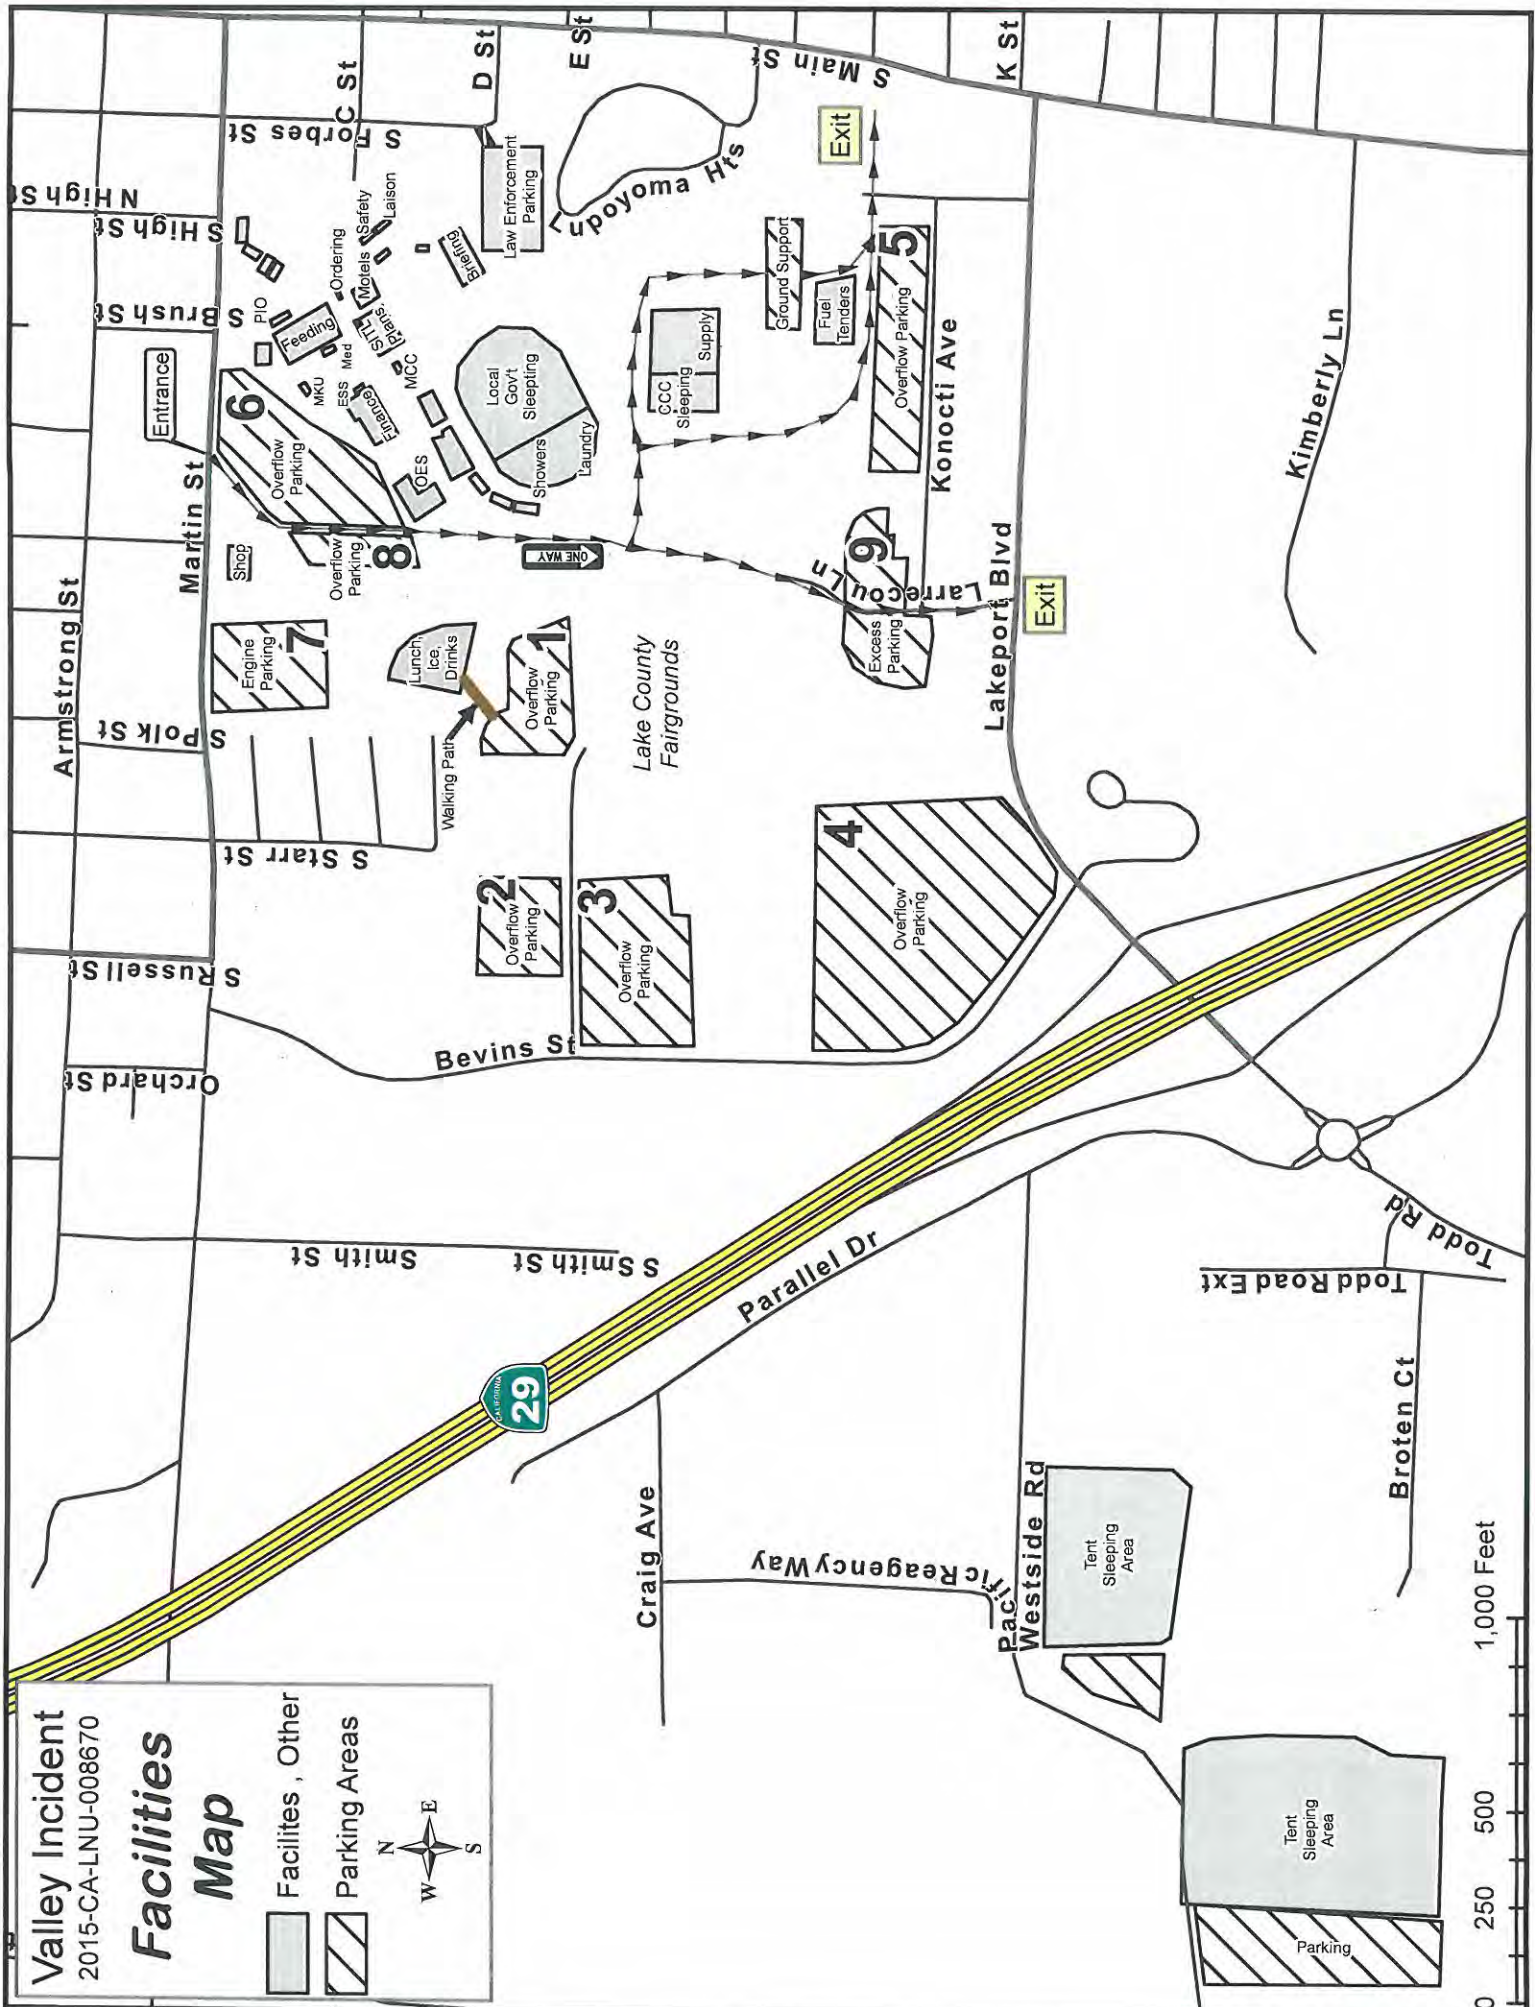 Valley Incident
2015-CA-LNU-008670
Facilities
Map
Facilites , Other
Parking Areas
N
W
E
S
CALIFORNIA
29
Armstrong St
Martin St
Orchard St
S Russell St
S Starr St
S Polk St
S Brush St
S High St
N High St
S Forbes St
C St
D St
E St
K St
S Main St
Smith St
S Smith St
Bevins St
Entrance
Shop
Engine
Parking
7
Overflow
Parking
8
Overflow
Parking
6
PIO
Feeding
Ordering
Motels
Safety
Laison
MKU
Med
ESS
SITL
Plans,
Finance
MCC
OES
Briefing
Law Enforcement
Parking
Lunch,
Ice,
Drinks
Walking Path
Overflow
Parking
1
ONE WAY
Showers
Laundry
Local
Gov't
Sleepting
Overflow
Parking
2
Overflow
Parking
3
Lake County
Fairgrounds
CCC
Sleeping
Supply
Ground Support
Fuel
Tenders
Lupoyoma Hts
Exit
Overflow
Parking
4
Excess
Parking
9
Larrecou Ln
Overflow Parking
5
Konocti Ave
Lakeport Blvd
Exit
Kimberly Ln
Parallel Dr
Craig Ave
Pacific Reagency Way
Westside Rd
Tent
Sleeping
Area
Todd Rd
Todd Road Ext
Broten Ct
Tent
Sleeping
Area
Parking
0
250
500
1,000 Feet